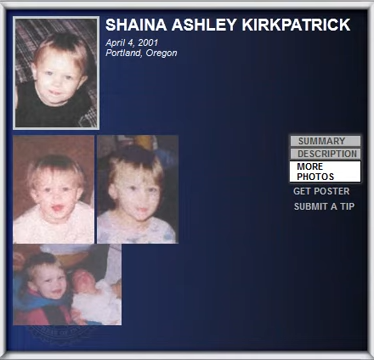 SHAINA ASHLEY KIRKPATRICK
April 4, 2001
Portland, Oregon
SUMMARY
DESCRIPTION
MORE
PHOTOS
GET POSTER
SUBMIT A TIP